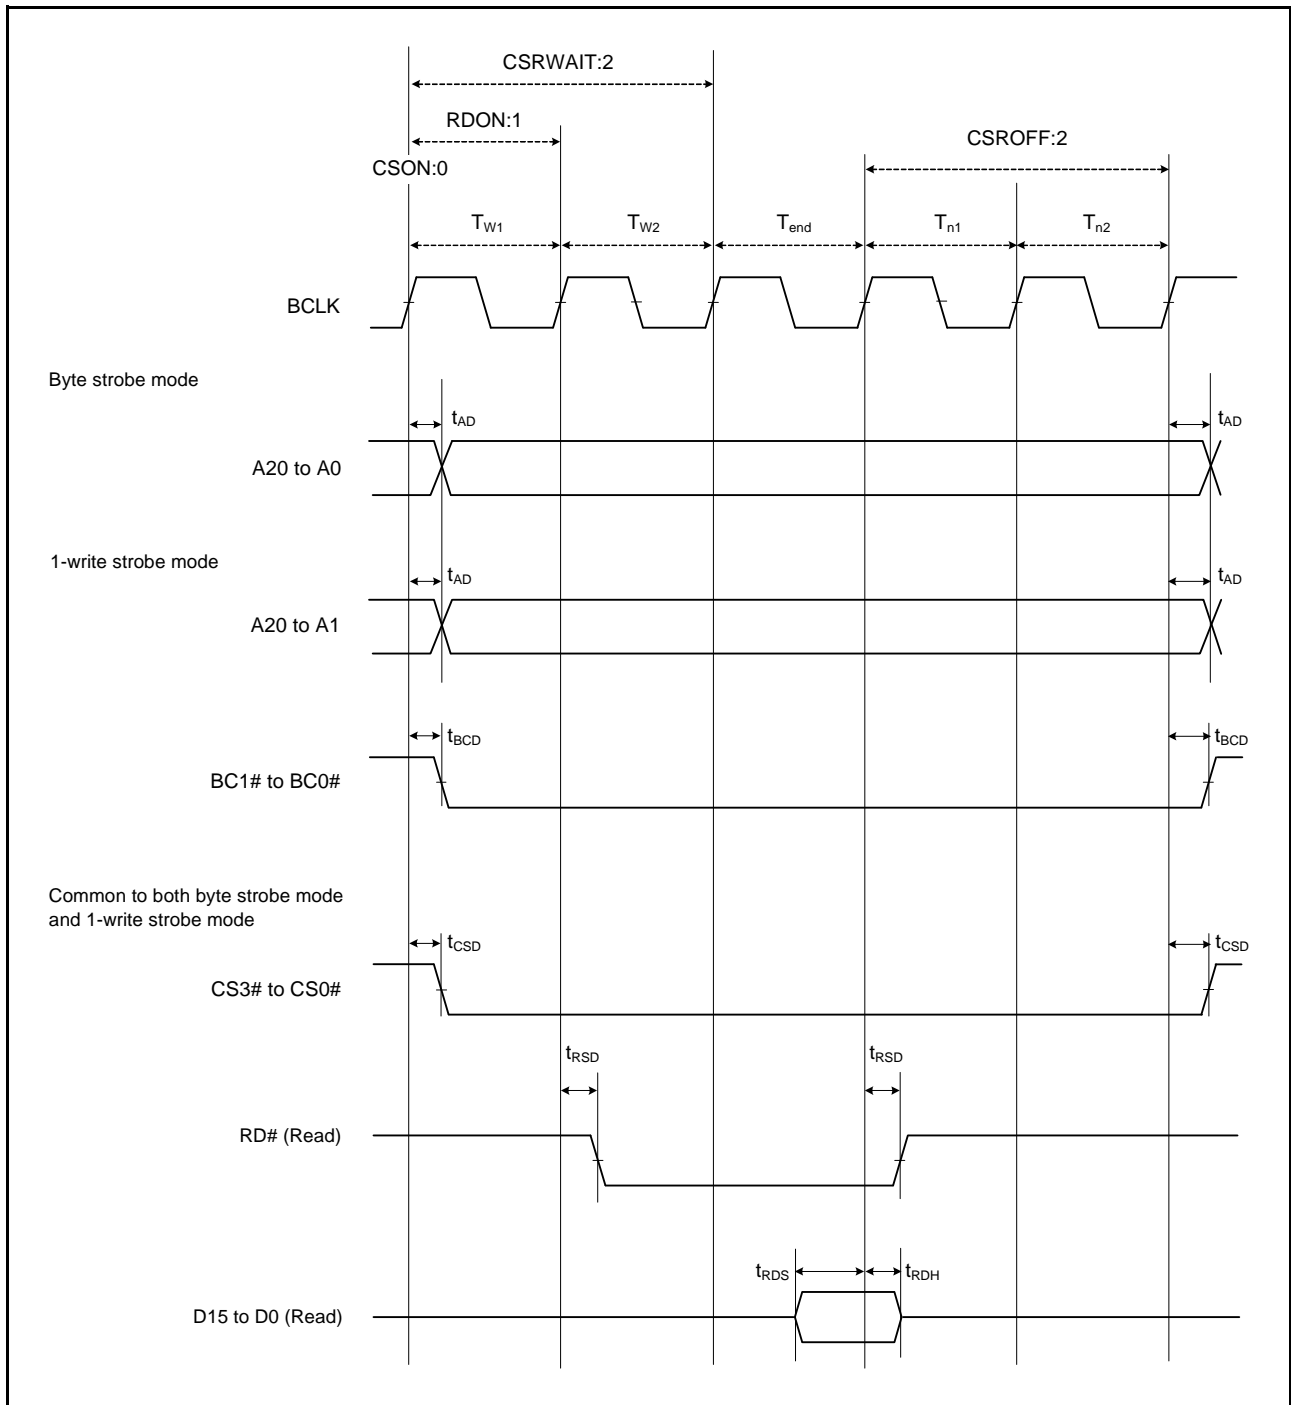 CSRWAIT:2
RDON:1
CSROFF:2
CSON:0
TW1
TW2
Tend
Tn1
Tn2
BCLK
Byte strobe mode
tAD
tAD
A20 to A0
1-write strobe mode
tAD
tAD
A20 to A1
tBCD
tBCD
BC1# to BC0#
Common to both byte strobe mode
and 1-write strobe mode
tCSD
tCSD
CS3# to CS0#
tRSD
tRSD
RD# (Read)
tRDS
tRDH
D15 to D0 (Read)